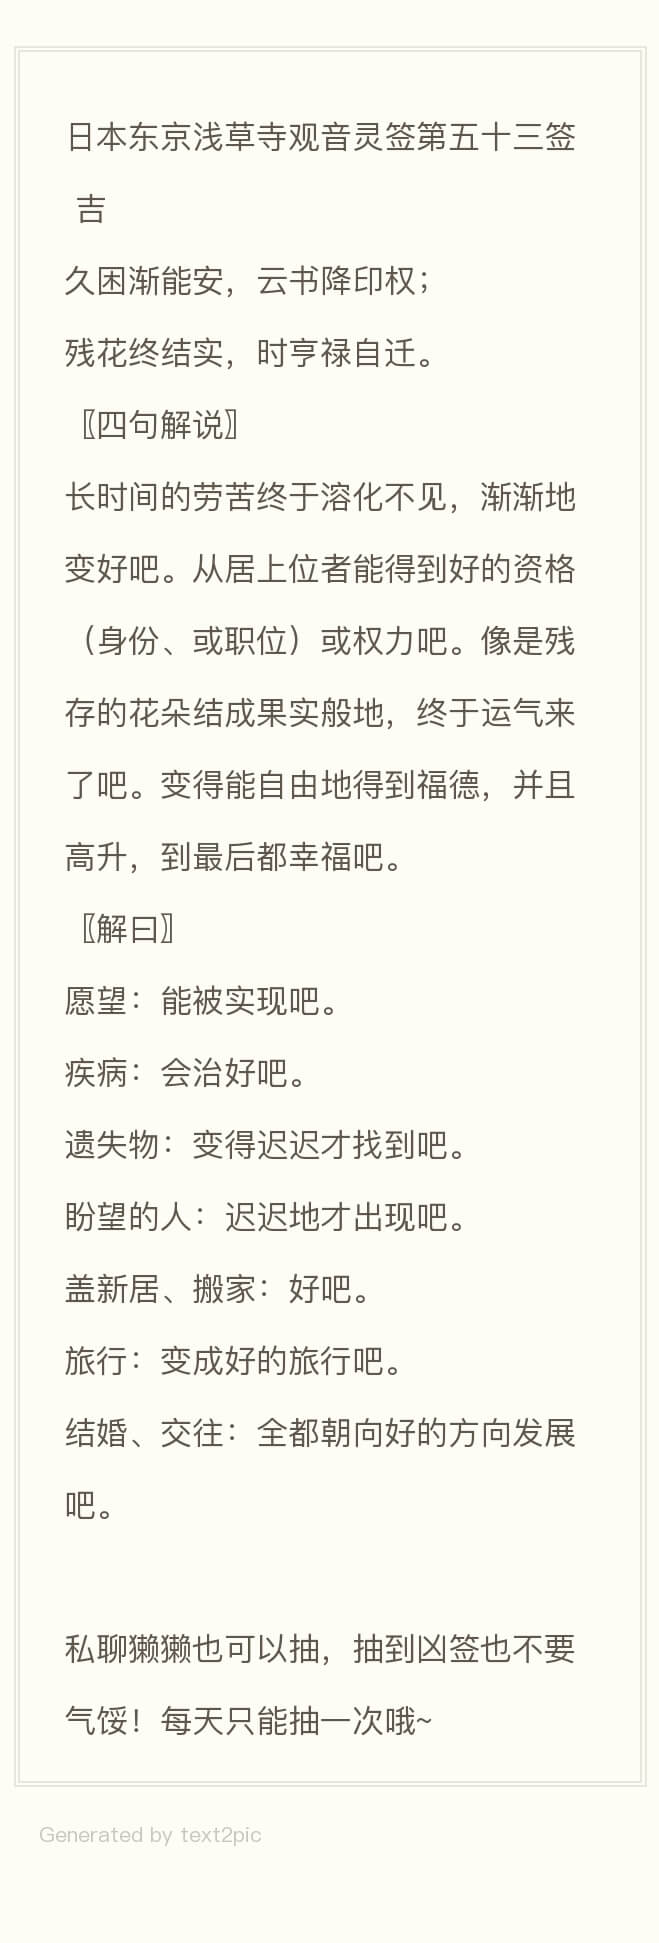 日本东京浅草寺观音灵签第五十三签
吉
久困渐能安，云书降印权；
残花终结实，时亨禄自迁。
〖四句解说〗
长时间的劳苦终于溶化不见，渐渐地
变好吧。从居上位者能得到好的资格
（身份、或职位）或权力吧。像是残
存的花朵结成果实般地，终于运气来
了吧。变得能自由地得到福德，并且
高升，到最后都幸福吧。
〖解曰〗
愿望：能被实现吧。
疾病：会治好吧。
遗失物：变得迟迟才找到吧。
盼望的人：迟迟地才出现吧。
盖新居、搬家：好吧。
旅行：变成好的旅行吧。
结婚、交往：全都朝向好的方向发展
吧。
私聊獭獭也可以抽，抽到凶签也不要
气馁！每天只能抽一次哦~
Generated by text2pic